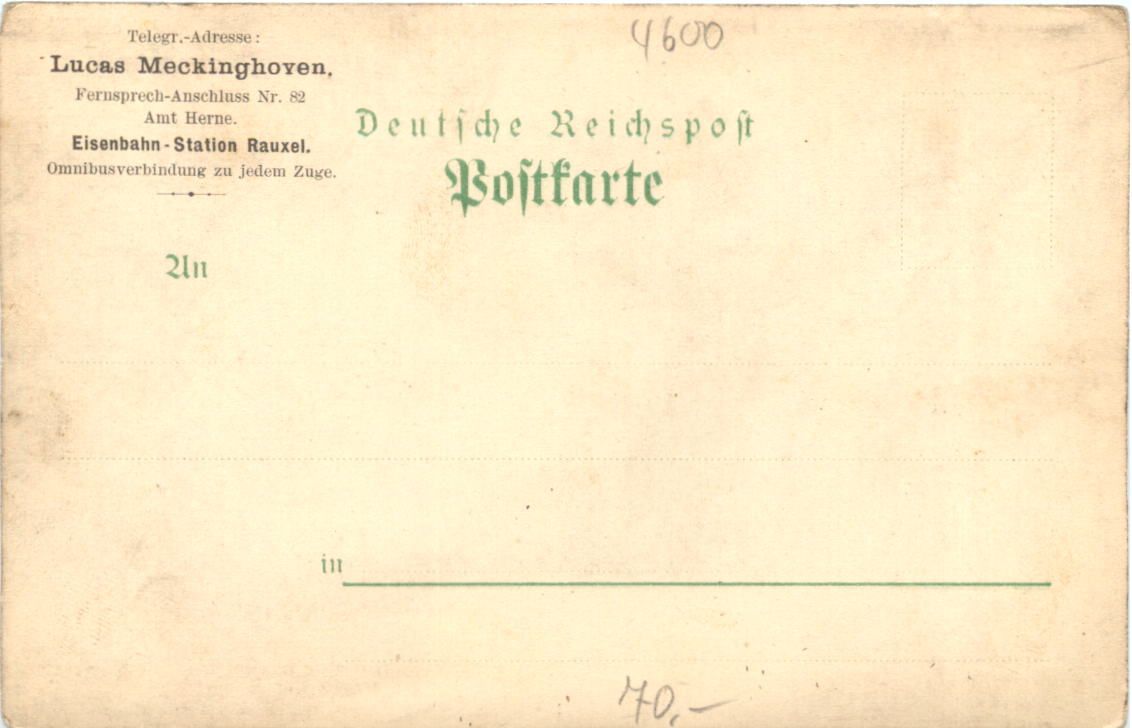 Telegr.-Adresse:
Lucas Meckinghoven.
Fernsprech-Anschluss Nr. 82
Amt Herne.
Eisenbahn-Station Rauxel.
Omnibusverbindung zu jedem Zuge.
4600
Deutsche Reichspost
Postkarte
An
in
70,-